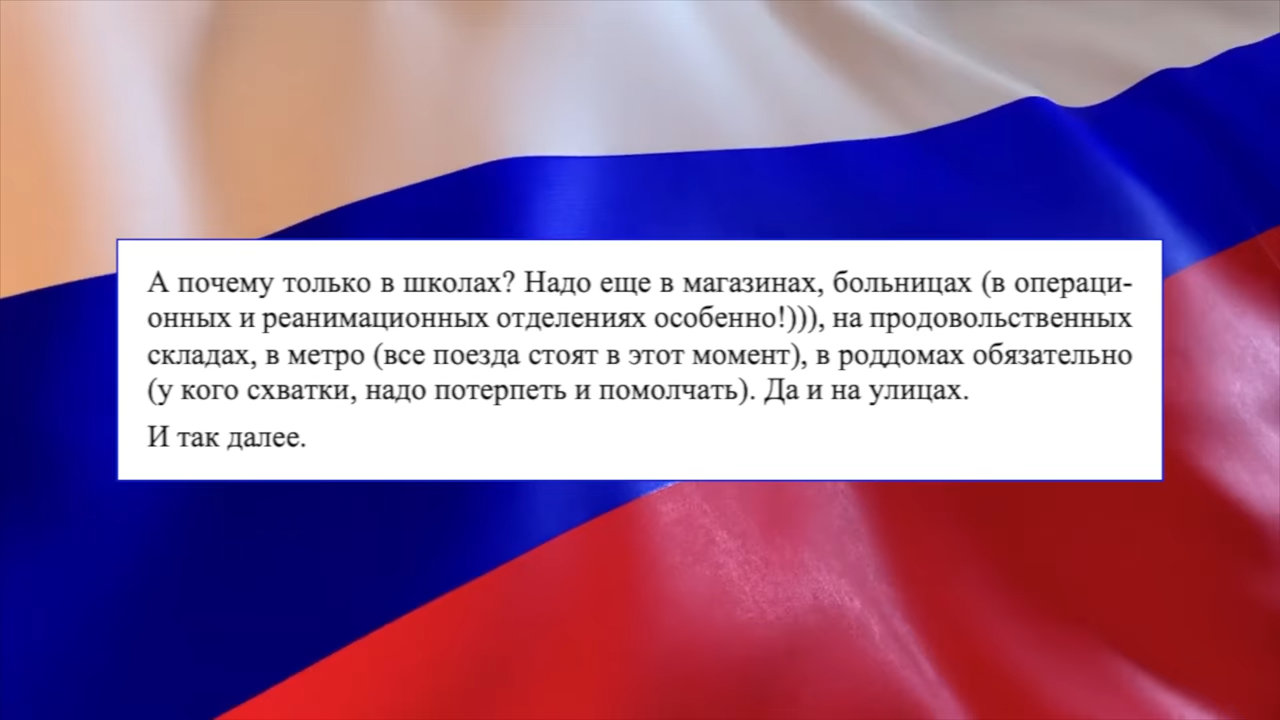 А почему только в школах? Надо еще в магазинах, больницах (в операци-
онных и реанимационных отделениях особенно!))), на продовольственных
складах, в метро (все поезда стоят в этот момент), в роддомах обязательно
(у кого схватки, надо потерпеть и помолчать). Да и на улицах.
И так далее.